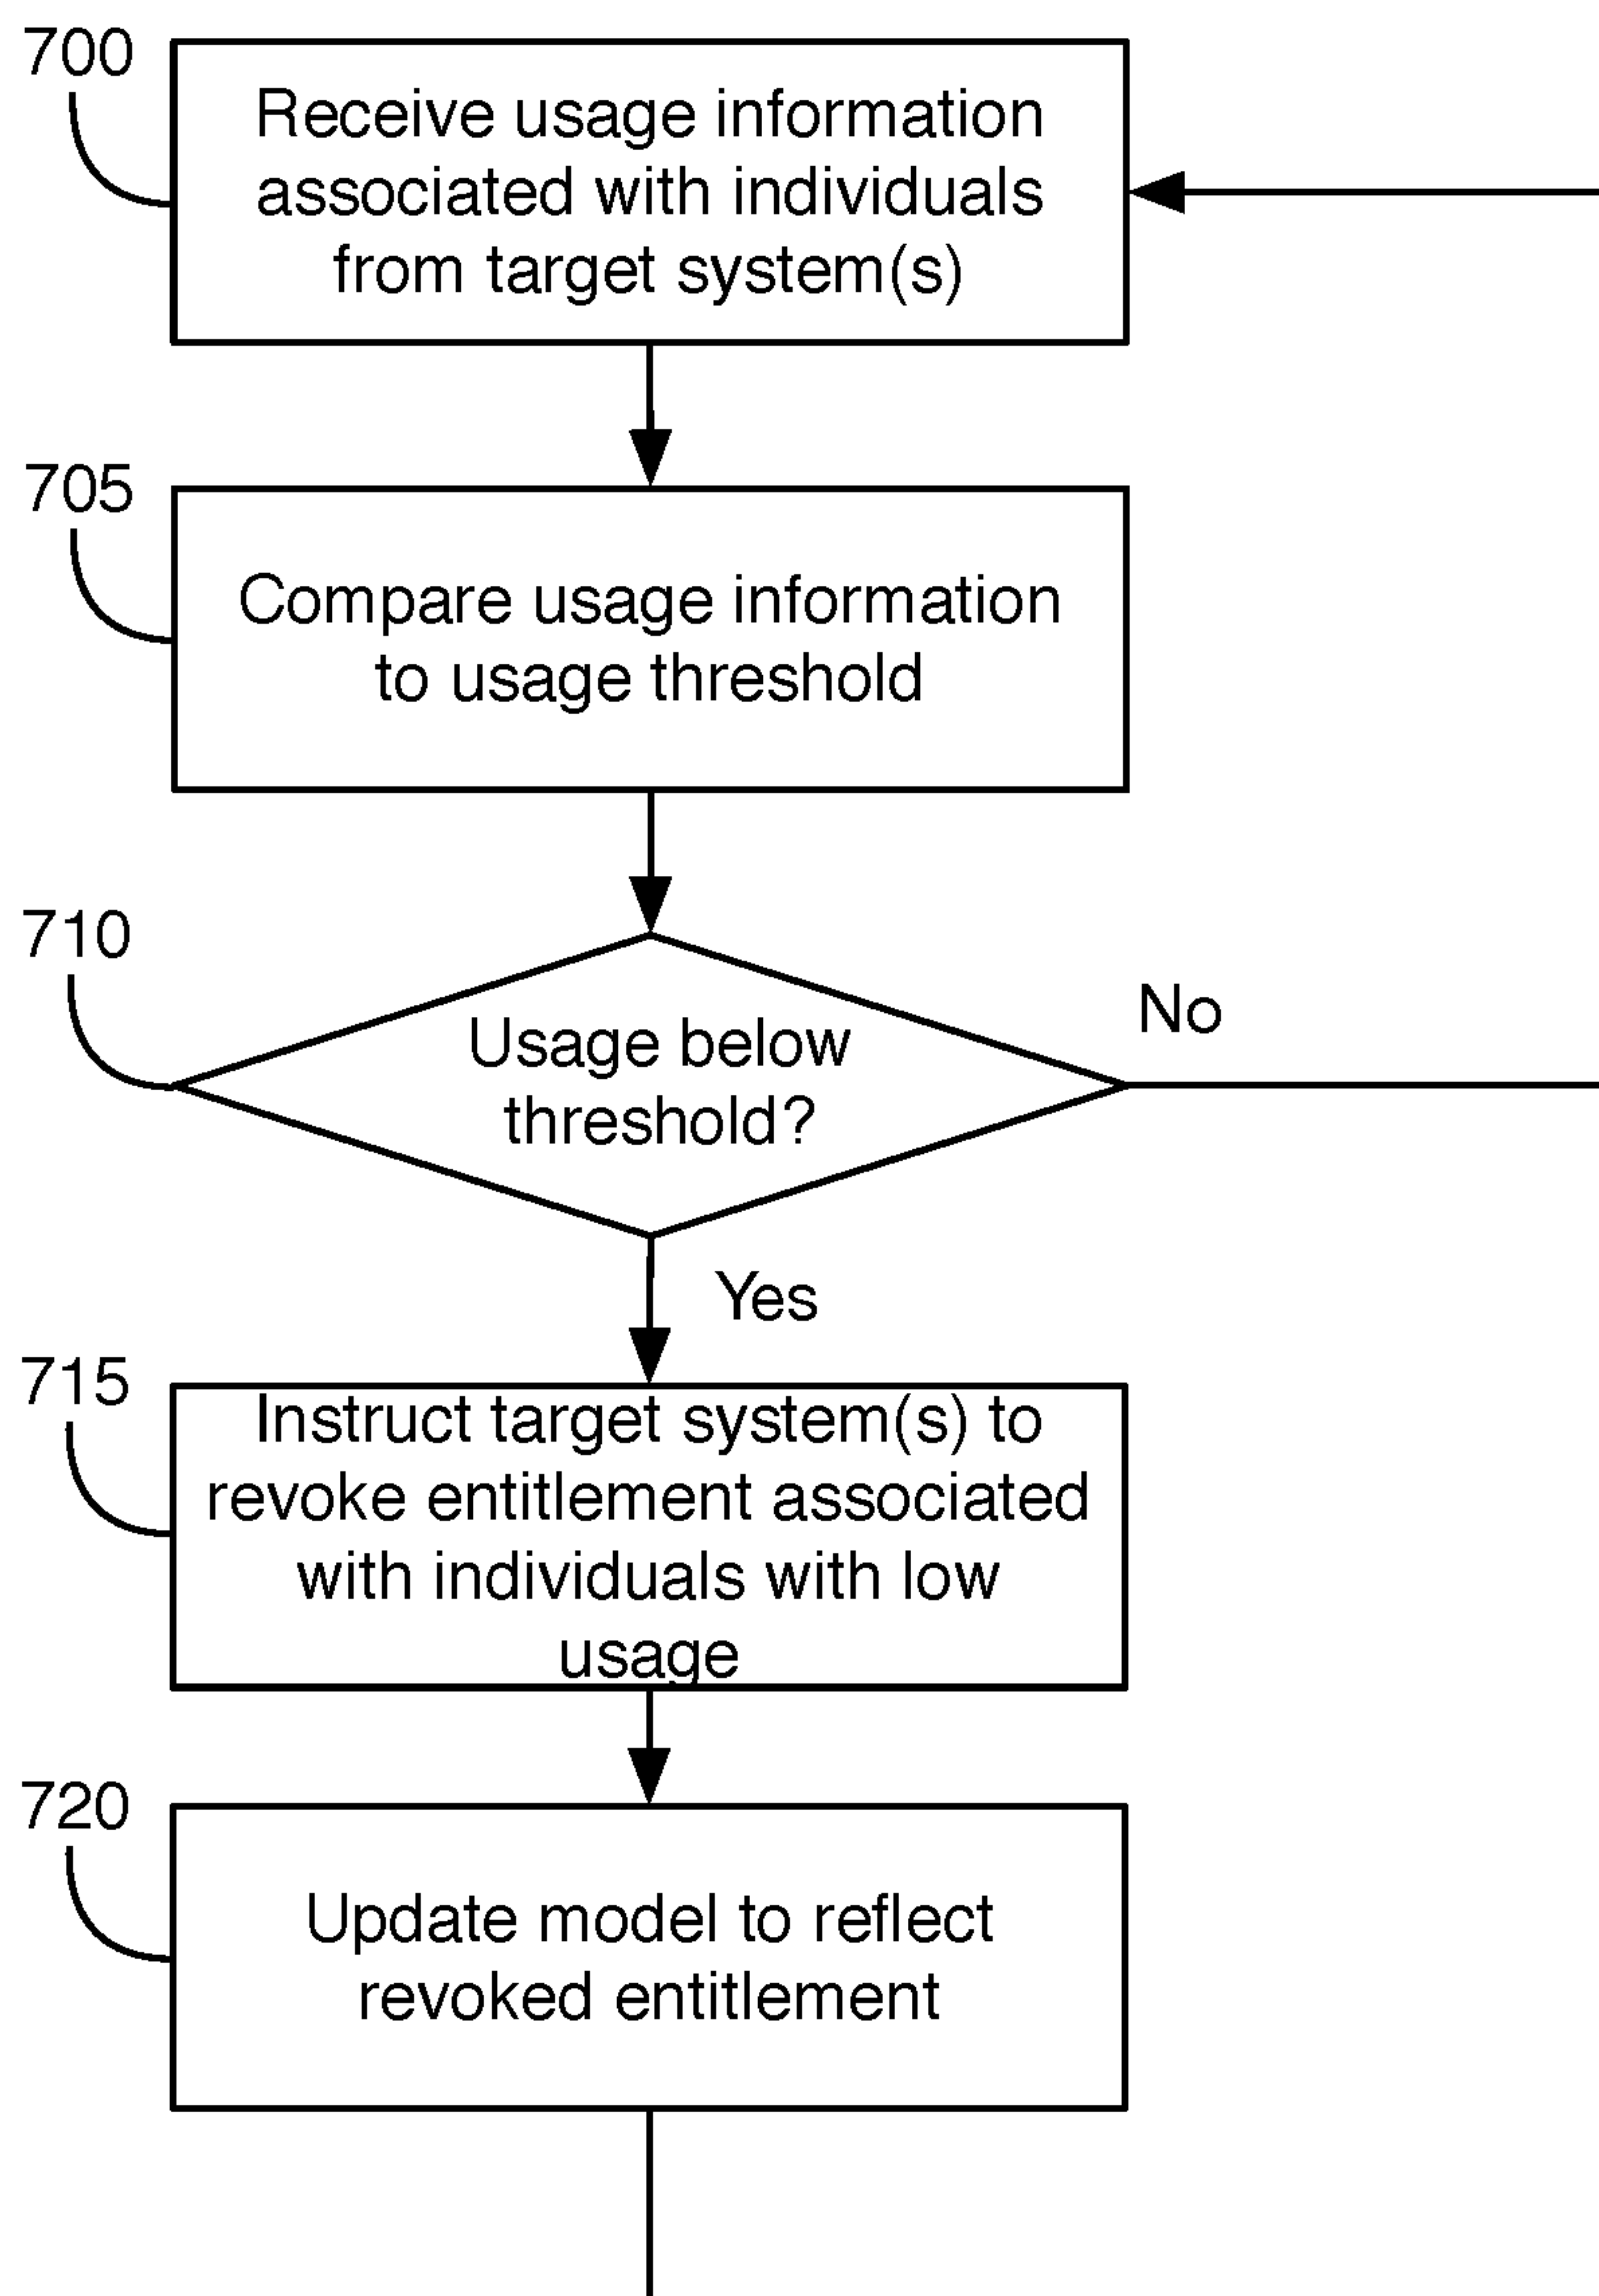 700
Receive usage information
associated with individuals
from target system(s)
705
Compare usage information
to usage threshold
710
Usage below
threshold?
No
Yes
715
Instruct target system(s) to
revoke entitlement associated
with individuals with low
usage
720
Update model to reflect
revoked entitlement